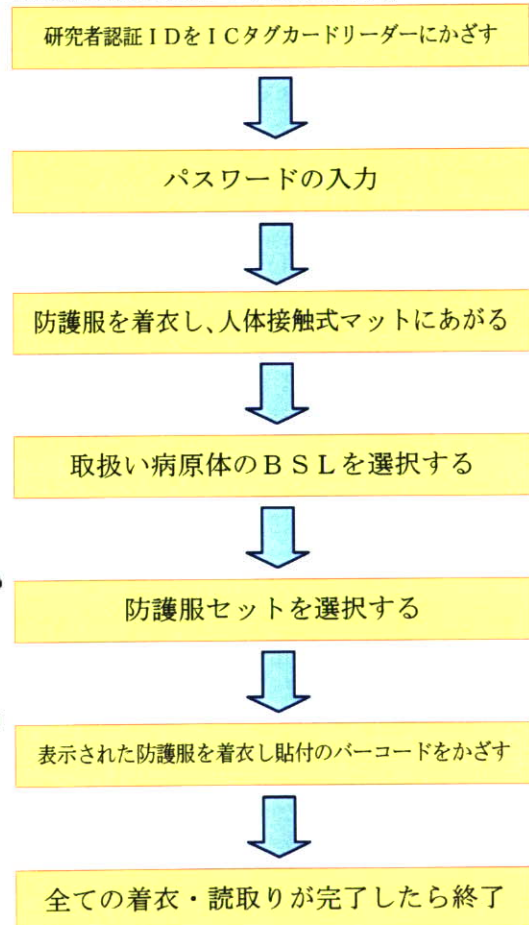 研究者認証ＩＤをＩＣタグカードリーダーにかざす
パスワードの入力
防護服を着衣し、人体接触式マットにあがる
取扱い病原体のＢＳＬを選択する
防護服セットを選択する
表示された防護服を着衣し貼付のバーコードをかざす
全ての着衣・読取りが完了したら終了